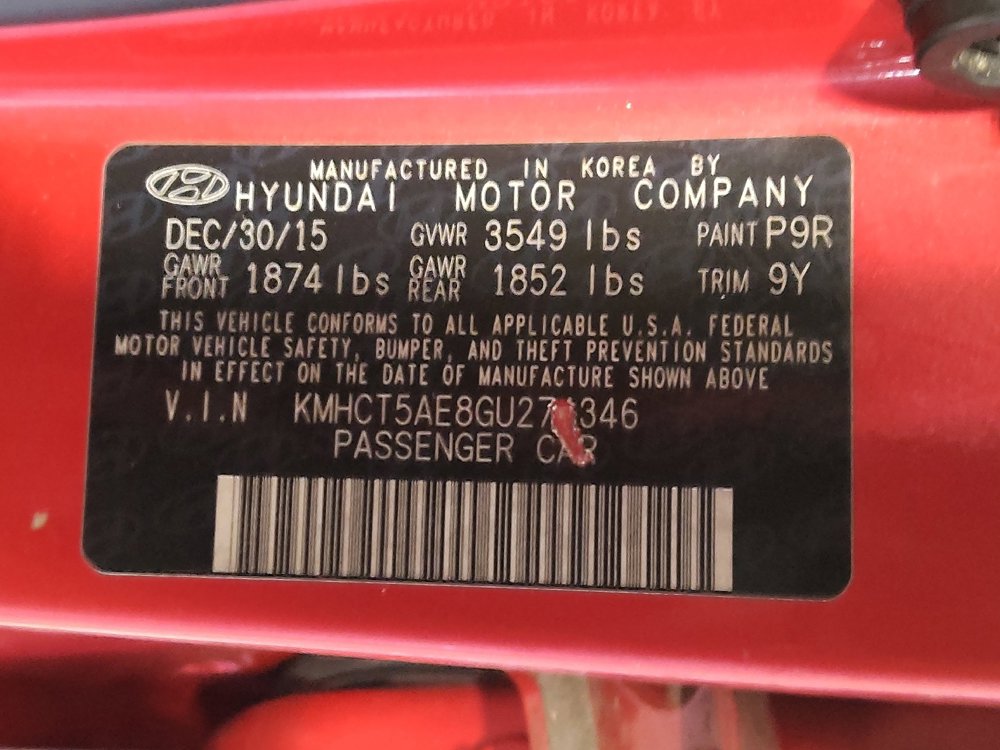 MANUFACTURED IN KOREA BY
HYUNDAI MOTOR COMPANY
DEC/30/15 GVWR 3549 lbs PAINT P9R
GAWR FRONT 1874 lbs GAWR REAR 1852 lbs TRIM 9Y
THIS VEHICLE CONFORMS TO ALL APPLICABLE U.S.A. FEDERAL
MOTOR VEHICLE SAFETY, BUMPER, AND THEFT PREVENTION STANDARDS
IN EFFECT ON THE DATE OF MANUFACTURE SHOWN ABOVE
V.I.N
PASSENGER CAR